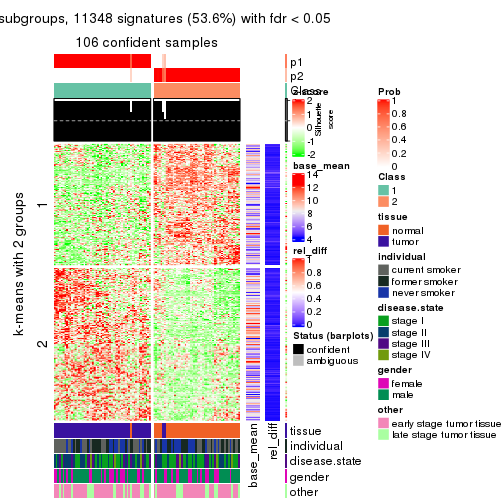 subgroups, 11348 signatures (53.6%) with fdr < 0.05
106 confident samples
p1
p2
Class
Silhouette
score
k-means with 2 groups
1
2
tissue
individual
disease.state
gender
other
base_mean
rel_diff
z-score
2
1
0
-1
-2
base_mean
14
12
10
8
6
4
rel_diff
1
0.8
0.6
0.4
0.2
0
Status (barplots)
confident
ambiguous
Prob
1
0.8
0.6
0.4
0.2
0
Class
1
2
tissue
normal
tumor
individual
current smoker
former smoker
never smoker
disease.state
stage I
stage II
stage III
stage IV
gender
female
male
other
early stage tumor tissue
late stage tumor tissue